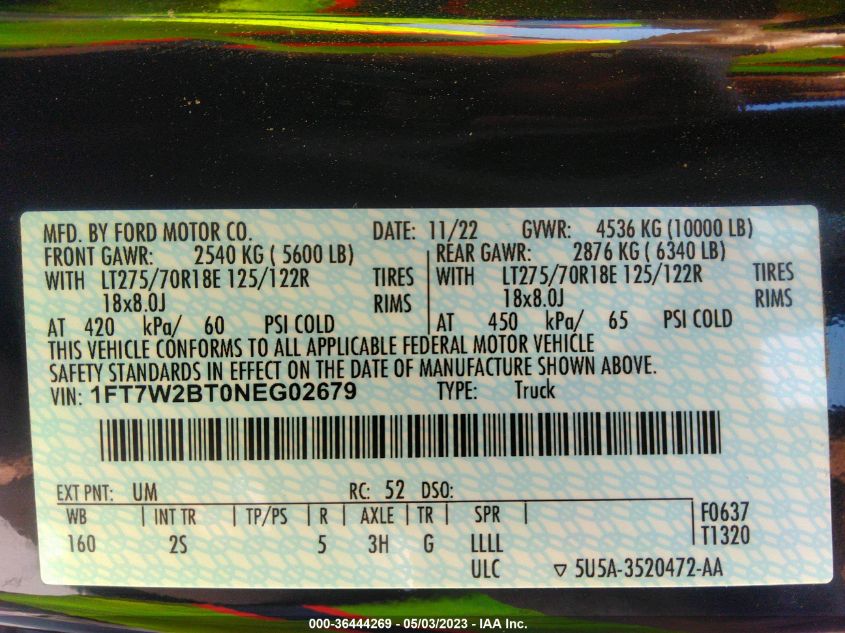 MFD. BY FORD MOTOR CO. DATE: 11/22 GVWR: 4536 KG (10000 LB)
FRONT GAWR: 2540 KG ( 5600 LB) REAR GAWR: 2876 KG ( 6340 LB)
WITH LT275/70R18E 125/122R TIRES WITH LT275/70R18E 125/122R TIRES
18x8.0J RIMS 18x8.0J RIMS
AT 420 kPa/ 60 PSI COLD AT 450 kPa/ 65 PSI COLD
THIS VEHICLE CONFORMS TO ALL APPLICABLE FEDERAL MOTOR VEHICLE
SAFETY STANDARDS IN EFFECT ON THE DATE OF MANUFACTURE SHOWN ABOVE.
VIN: 1FT7W2BT0NEG02679 TYPE: Truck
EXT PNT: UM RC: 52 DSO:
WB | INT TR | TP/PS | R | AXLE | TR | SPR | F0637
160 2S 5 3H G LLLL T1320
ULC ▽ 5U5A-3520472-AA
000-36444269 - 05/03/2023 - IAA Inc.